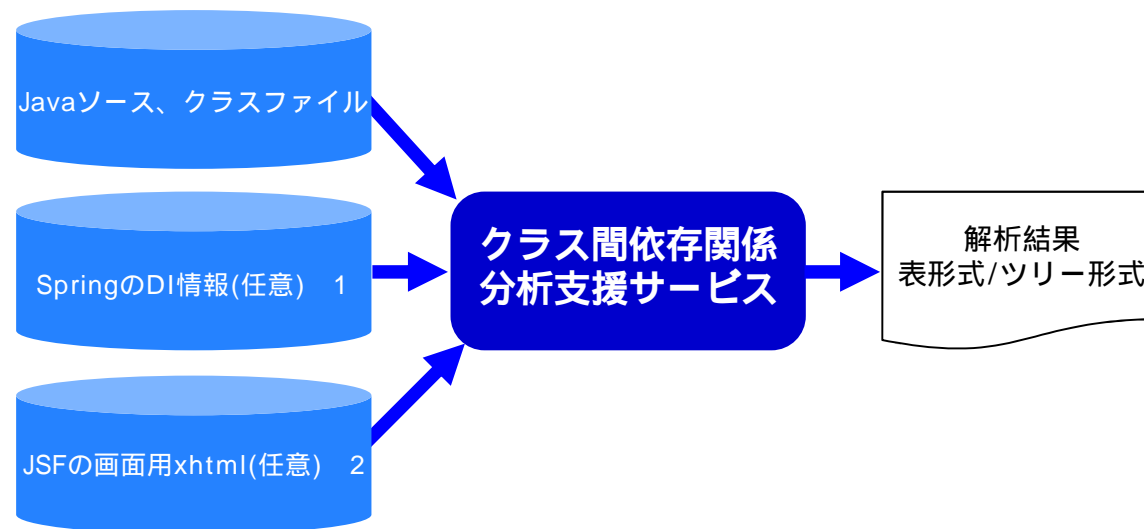 Javaソース、クラスファイル
SpringのDI情報(任意) 1
JSFの画面用xhtml(任意) 2
クラス間依存関係
分析支援サービス
解析結果
表形式/ツリー形式